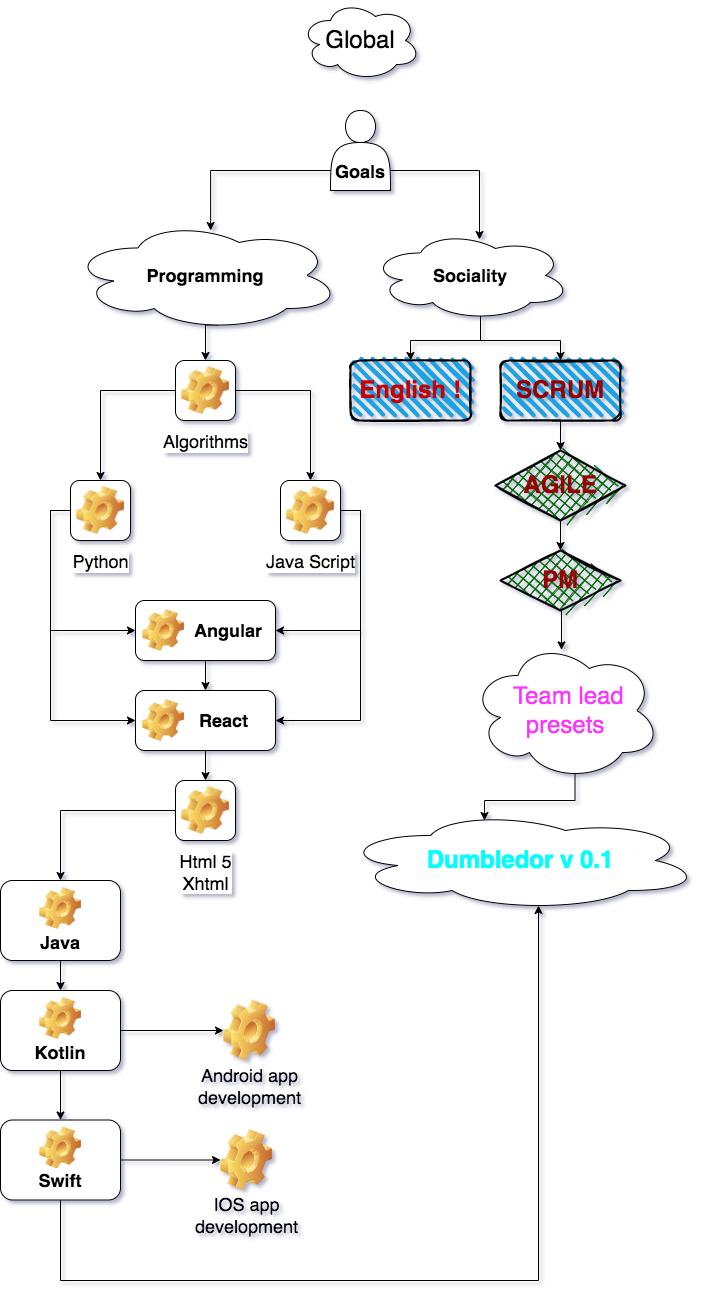 Global
Goals
Programming
Sociality
English !
SCRUM
Algorithms
AGILE
Python
Java Script
PM
Angular
Team lead
presets
React
Html 5
Xhtml
Dumbledor v 0.1
Java
Kotlin
Android app
development
Swift
IOS app
development